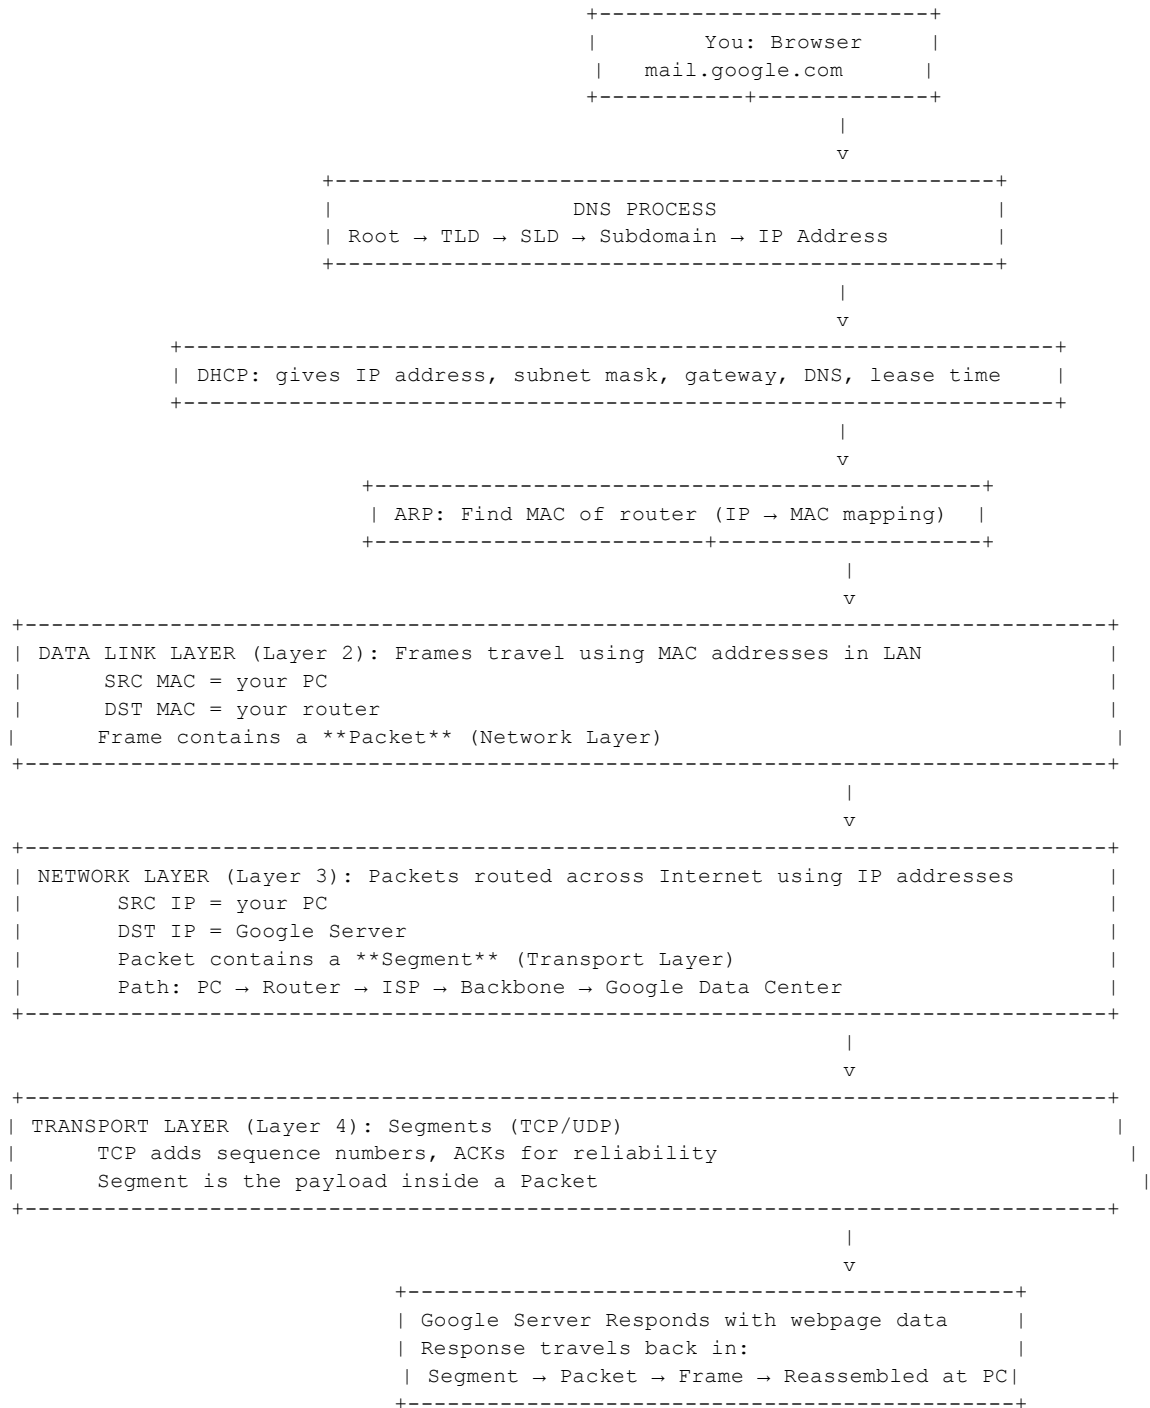 You: Browser
mail.google.com
v
DNS PROCESS
Root → TLD → SLD → Subdomain → IP Address
v
DHCP: gives IP address, subnet mask, gateway, DNS, lease time
v
ARP: Find MAC of router (IP → MAC mapping)
v
DATA LINK LAYER (Layer 2): Frames travel using MAC addresses in LAN
SRC MAC = your PC
DST MAC = your router
Frame contains a **Packet** (Network Layer)
v
NETWORK LAYER (Layer 3): Packets routed across Internet using IP addresses
SRC IP = your PC
DST IP = Google Server
Packet contains a **Segment** (Transport Layer)
Path: PC → Router → ISP → Backbone → Google Data Center
v
TRANSPORT LAYER (Layer 4): Segments (TCP/UDP)
TCP adds sequence numbers, ACKs for reliability
Segment is the payload inside a Packet
v
Google Server Responds with webpage data
Response travels back in:
Segment → Packet → Frame → Reassembled at PC